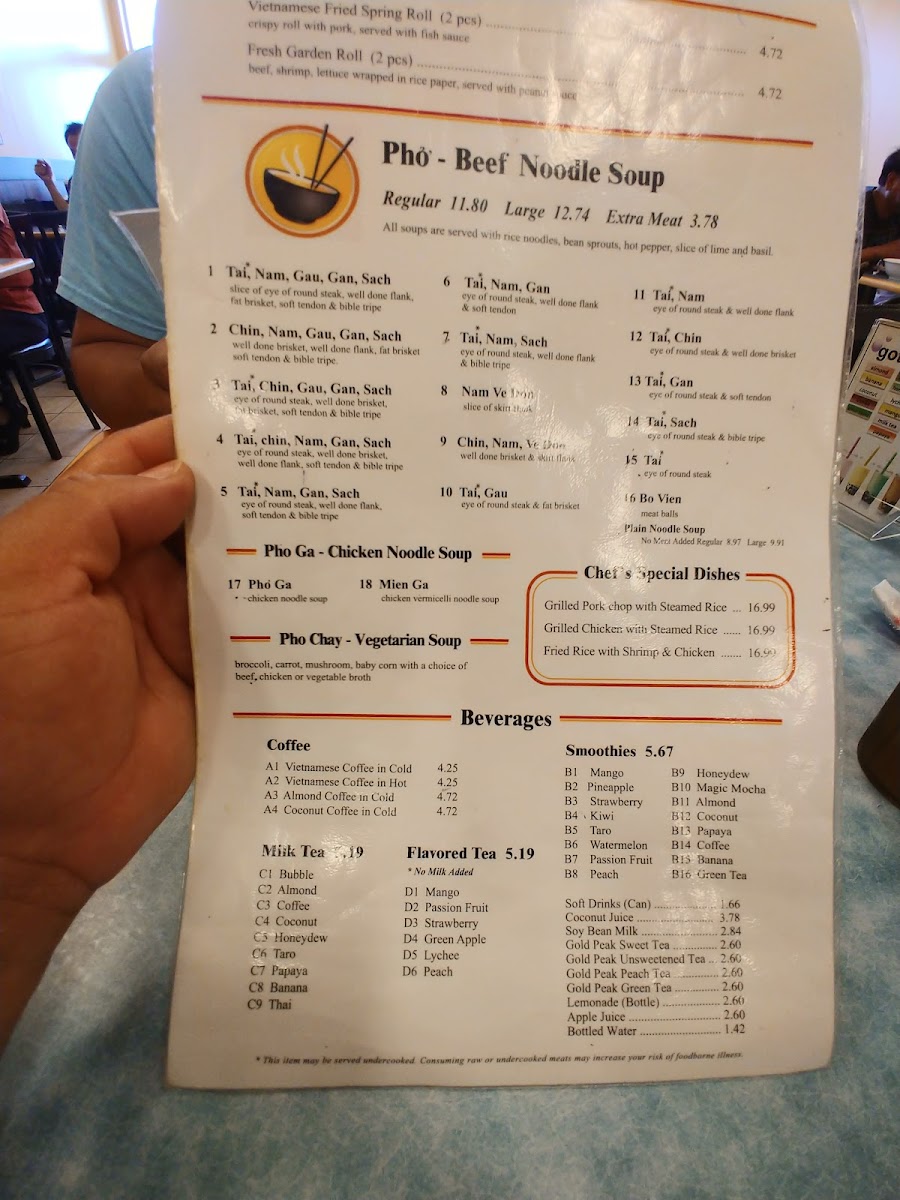 Vietnamese Fried Spring Roll (2 pcs) ........ 4.72
crispy roll with pork, served with fish sauce
Fresh Garden Roll (2 pcs) ........ 4.72
beef, shrimp, lettuce wrapped in rice paper, served with peanut sauce
Phở - Beef Noodle Soup
Regular 11.80 Large 12.74 Extra Meat 3.78
All soups are served with rice noodles, bean sprouts, hot pepper, slice of lime and basil.
1 Tai*, Nam, Gau, Gan, Sach
slice of eye of round steak, well done flank,
fat brisket, soft tendon & bible tripe
2 Chin, Nam, Gau, Gan, Sach
well done brisket, well done flank, fat brisket
soft tendon & bible tripe.
3 Tai*, Chin, Gau, Gan, Sach
eye of round steak, well done brisket,
fat brisket, soft tendon & bible tripe
4 Tai*, chin, Nam, Gan, Sach
eye of round steak, well done brisket,
well done flank, soft tendon & bible tripe
5 Tai*, Nam, Gan, Sach
eye of round steak, well done flank,
soft tendon & bible tripe
6 Tai*, Nam, Gan
eye of round steak, well done flank
& soft tendon
7 Tai*, Nam, Sach
eye of round steak, well done flank
& bible tripe
8 Nam Ve Don
slice of skirt flank
9 Chin, Nam, Ve Don
well done brisket & skirt flank
10 Tai*, Gau
eye of round steak & fat brisket
11 Tai*, Nam
eye of round steak & well done flank
12 Tai*, Chin
eye of round steak & well done brisket
13 Tai*, Gan
eye of round steak & soft tendon
14 Tai*, Sach
eye of round steak & bible tripe
15 Tai*
eye of round steak
16 Bo Vien
meat balls
Plain Noodle Soup
No Meat Added Regular 8.97 Large 9.91
Pho Ga - Chicken Noodle Soup
17 Pho Ga
chicken noodle soup
18 Mien Ga
chicken vermicelli noodle soup
Pho Chay - Vegetarian Soup
broccoli, carrot, mushroom, baby corn with a choice of
beef, chicken or vegetable broth
Chef's Special Dishes
Grilled Pork chop with Steamed Rice ... 16.99
Grilled Chicken with Steamed Rice ...... 16.99
Fried Rice with Shrimp & Chicken ....... 16.99
Beverages
Coffee
A1 Vietnamese Coffee in Cold 4.25
A2 Vietnamese Coffee in Hot 4.25
A3 Almond Coffee in Cold 4.72
A4 Coconut Coffee in Cold 4.72
Milk Tea 5.19
C1 Bubble
C2 Almond
C3 Coffee
C4 Coconut
C5 Honeydew
C6 Taro
C7 Papaya
C8 Banana
C9 Thai
Flavored Tea 5.19
* No Milk Added
D1 Mango
D2 Passion Fruit
D3 Strawberry
D4 Green Apple
D5 Lychee
D6 Peach
Smoothies 5.67
B1 Mango
B2 Pineapple
B3 Strawberry
B4 Kiwi
B5 Taro
B6 Watermelon
B7 Passion Fruit
B8 Peach
B9 Honeydew
B10 Magic Mocha
B11 Almond
B12 Coconut
B13 Papaya
B14 Coffee
B15 Banana
B16 Green Tea
Soft Drinks (Can) ........ 1.66
Coconut Juice ........ 3.78
Soy Bean Milk ........ 2.84
Gold Peak Sweet Tea ........ 2.60
Gold Peak Unsweetened Tea .. 2.60
Gold Peak Peach Tea ........ 2.60
Gold Peak Green Tea ........ 2.60
Lemonade (Bottle) ........ 2.60
Apple Juice ........ 2.60
Bottled Water ........ 1.42
* This item may be served undercooked. Consuming raw or undercooked meats may increase your risk of foodborne illness.
almond
banana
coconut
milk tea